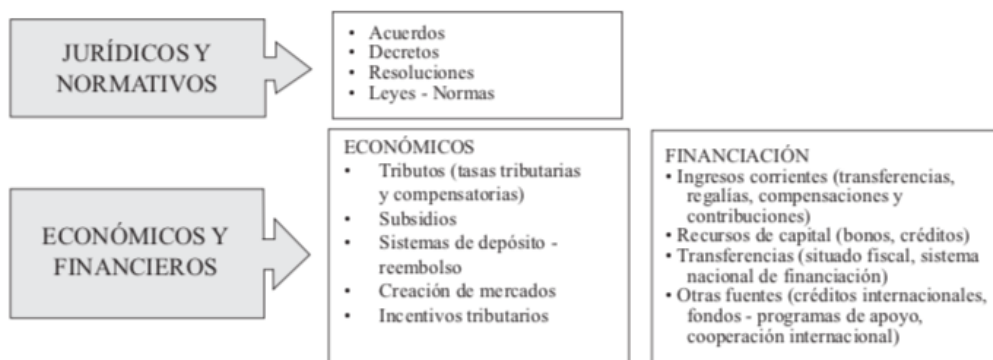 JURÍDICOS Y
NORMATIVOS
• Acuerdos
• Decretos
• Resoluciones
• Leyes - Normas
ECONÓMICOS Y
FINANCIEROS
ECONÓMICOS
• Tributos (tasas tributarias
y compensatorias)
• Subsidios
• Sistemas de depósito -
reembolso
• Creación de mercados
• Incentivos tributarios
FINANCIACIÓN
• Ingresos corrientes (transferencias,
regalías, compensaciones y
contribuciones)
• Recursos de capital (bonos, créditos)
• Transferencias (situado fiscal, sistema
nacional de financiación)
• Otras fuentes (créditos internacionales,
fondos - programas de apoyo,
cooperación internacional)